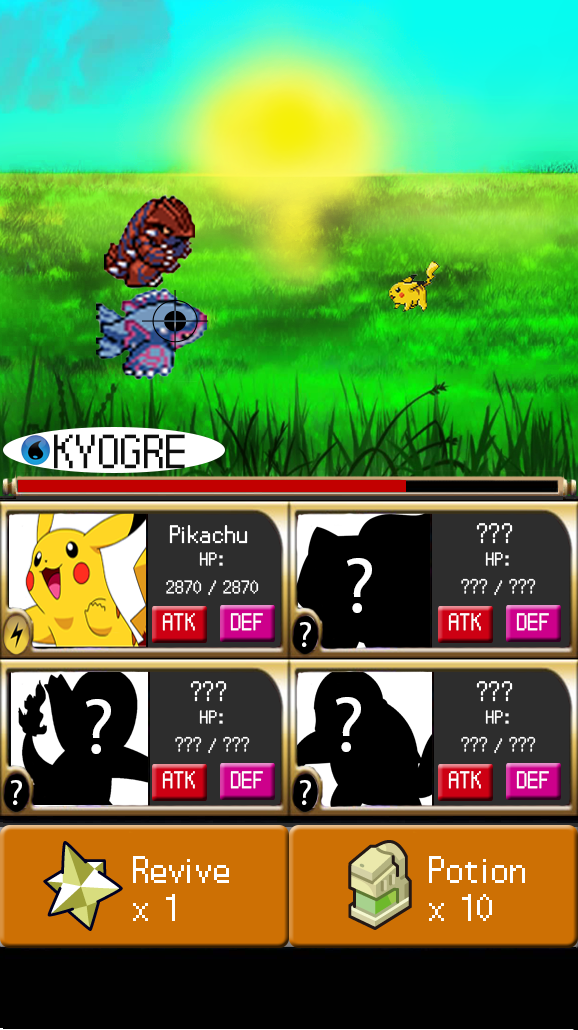 KYOGRE
Pikachu
HP:
2870 / 2870
ATK DEF
???
HP:
??? / ???
ATK DEF
?
?
???
HP:
??? / ???
ATK DEF
?
?
???
HP:
??? / ???
ATK DEF
?
?
Revive
x 1
Potion
x 10